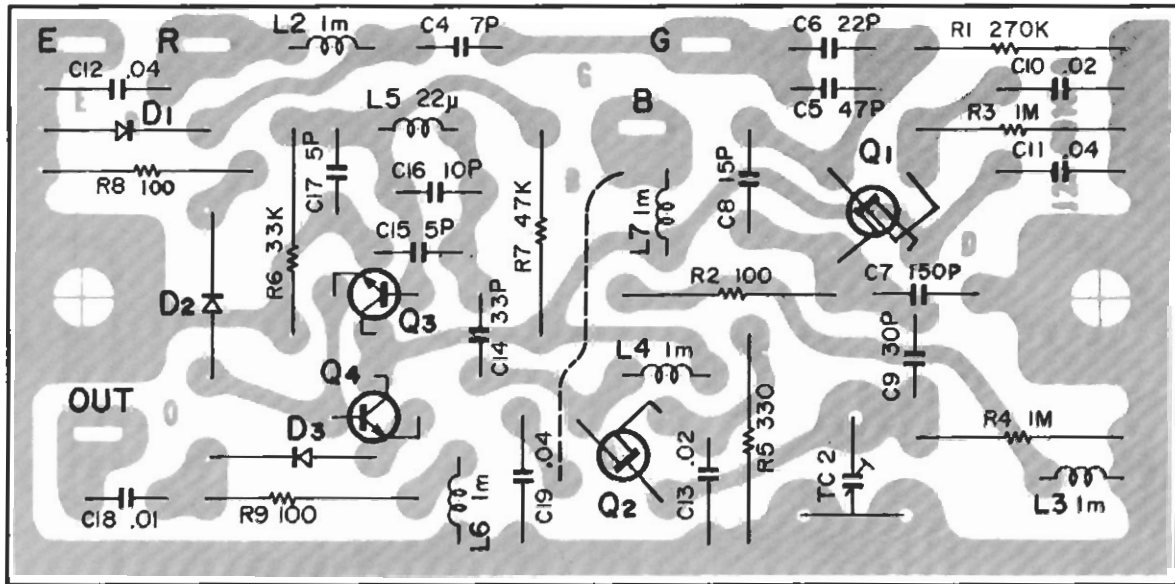 E
R
L2 1m
C4 7P
G
C6 22P
R1 270K
C12 .04
C10 .02
D1
L5 22μ
B
C5 47P
R3 1M
R8 100
C17 5P
C16 10P
R7 47K
C8 15P
Q1
C11 .04
R6 33K
C15 5P
L7 1m
D2
Q3
C14 33P
R2 100
C7 150P
C9 30P
Q4
L4 1m
OUT
D3
R5 330
R4 1M
C18 .01
R9 100
L6 1m
C19 .04
Q2
C13 .02
TC2
L3 1m
E
G
B
D
O